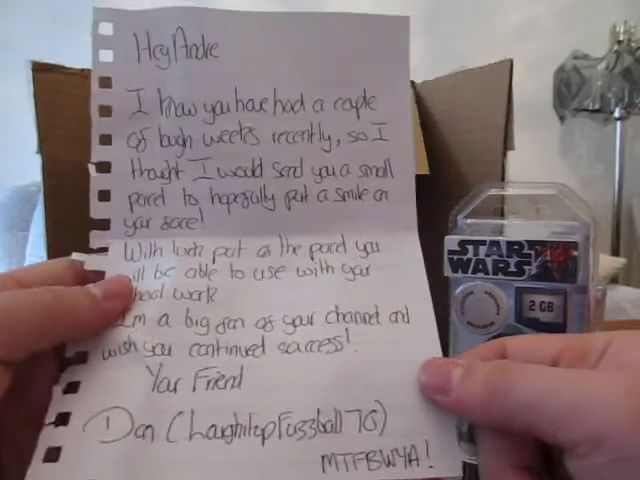 Hey Andre
I know you have had a couple
of tough weeks recently, so I
thought I would send you a small
parcel to hopefully put a smile on
your face!
With luck part of the parcel you
will be able to use with your
school work
I'm a big fan of your channel and
wish you continued success!
Your Friend
Dan (LaughitupFuzzball76)
MTFBWYA!
STAR
WARS
2 GB